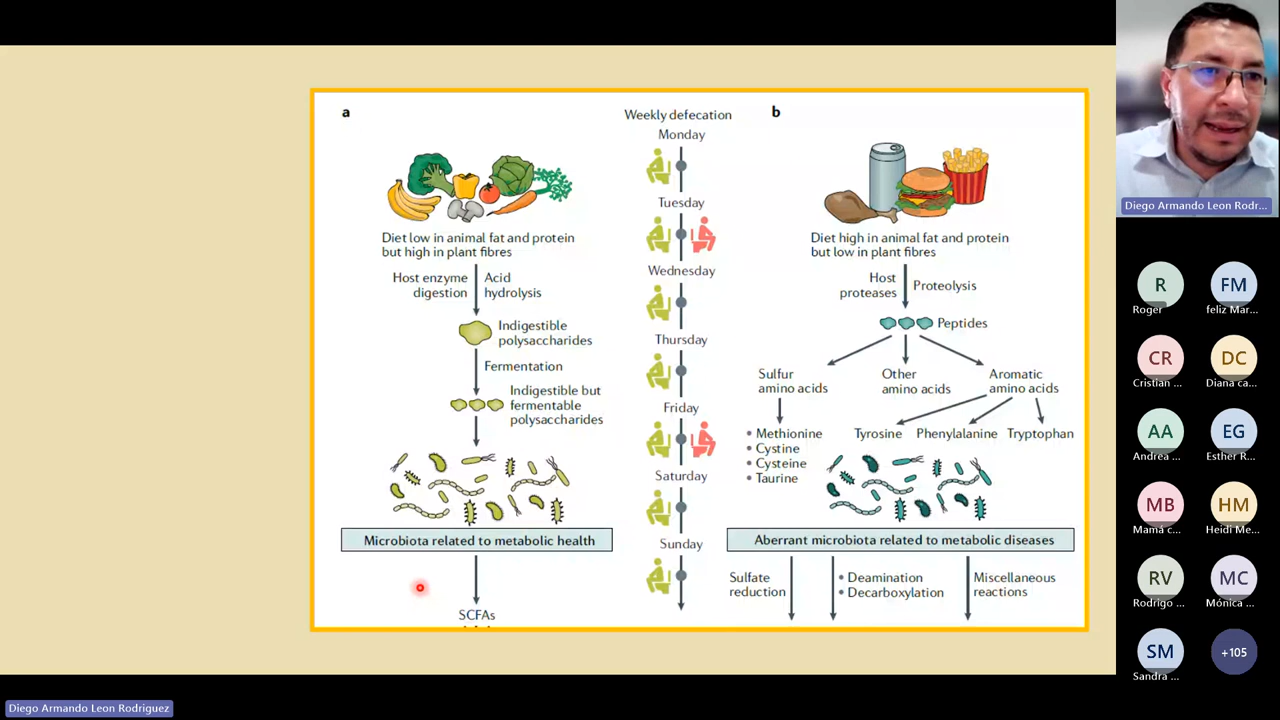 a
Diet low in animal fat and protein
but high in plant fibres
Host enzyme
digestion
Acid
hydrolysis
Indigestible
polysaccharides
Fermentation
Indigestible but
fermentable
polysaccharides
Microbiota related to metabolic health
SCFAs
Weekly defecation
Monday
Tuesday
Wednesday
Thursday
Friday
Saturday
Sunday
b
Diet high in animal fat and protein
but low in plant fibres
Host
proteases
Proteolysis
Peptides
Sulfur
amino acids
Other
amino acids
Aromatic
amino acids
• Methionine
• Cystine
• Cysteine
• Taurine
Tyrosine
Phenylalanine
Tryptophan
Aberrant microbiota related to metabolic diseases
Sulfate
reduction
• Deamination
• Decarboxylation
Miscellaneous
reactions
Diego Armando Leon Rodr...
R
Roger
FM
feliz Mar...
CR
Cristian ...
DC
Diana ca...
AA
Andrea ...
EG
Esther R...
MB
Mamá c...
HM
Heidi Me...
RV
Rodrigo ...
MC
Mónica ...
SM
Sandra ...
+105
Diego Armando Leon Rodriguez